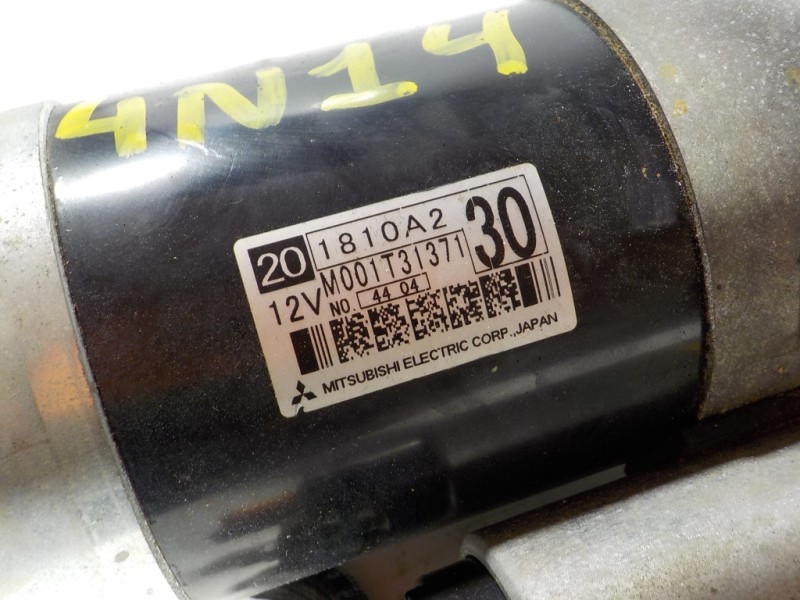 4N14
20 1810A2 30
M001T31371
12V NO. 44 04
MITSUBISHI ELECTRIC CORP., JAPAN